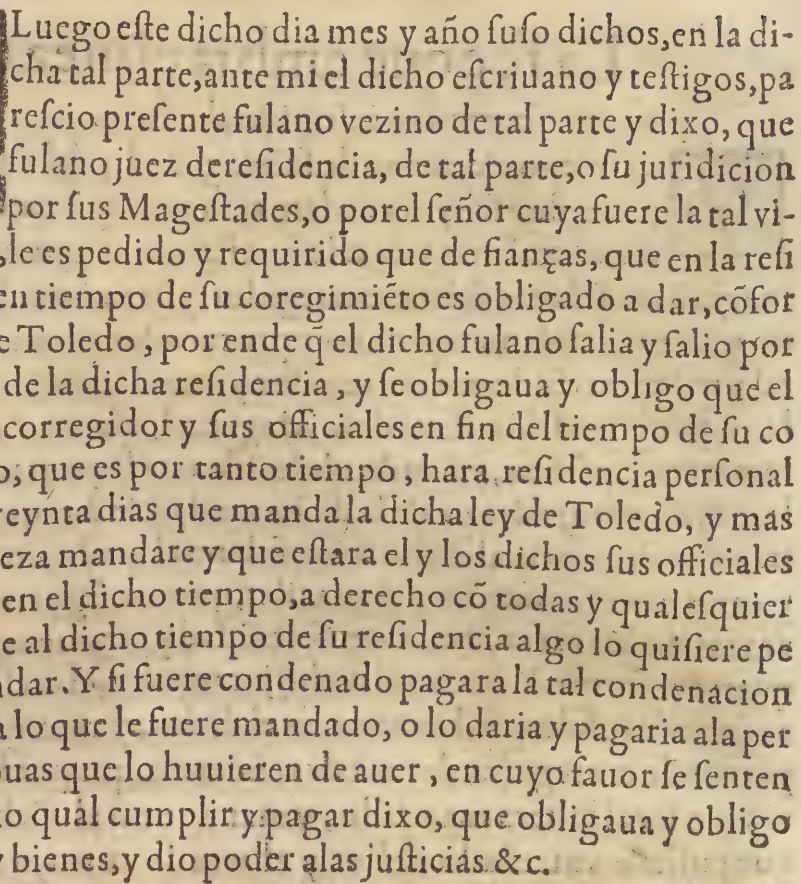 Luego eſte dicho dia mes y año ſuſo dichos,en la di-
cha tal parte,ante mi el dicho eſcriuano y teſtigos,pa
reſcio preſente fulano vezino de tal parte y dixo, que
fulano juez dereſidencia, de tal parte,o ſu juridicion
por ſus Mageſtades,o porel ſeñor cuya fuere la tal vi-
,le es pedido y requirido que de fianças, que en la reſi
en tiempo de ſu coregimiẽto es obligado a dar,cõfor
e Toledo , por ende q̃ el dicho fulano ſalia y ſalio por
de la dicha reſidencia , y ſe obligaua y obligo que el
corregidor y ſus officiales en fin del tiempo de ſu co
o, que es por tanto tiempo , hara reſidencia perſonal
reynta dias que manda la dicha ley de Toledo, y mas
eza mandare y que eſtara el y los dichos ſus officiales
en el dicho tiempo,a derecho cõ todas y qualeſquier
e al dicho tiempo de ſu reſidencia algo lo quiſiere pe
ndar. Y ſi fuere condenado pagara la tal condenacion
a lo que le fuere mandado, o lo daria y pagaria ala per
uas que lo huuieren de auer , en cuyo fauor ſe ſenten
o qual cumplir y pagar dixo, que obligaua y obligo
y bienes,y dio poder alas juſticias &c.